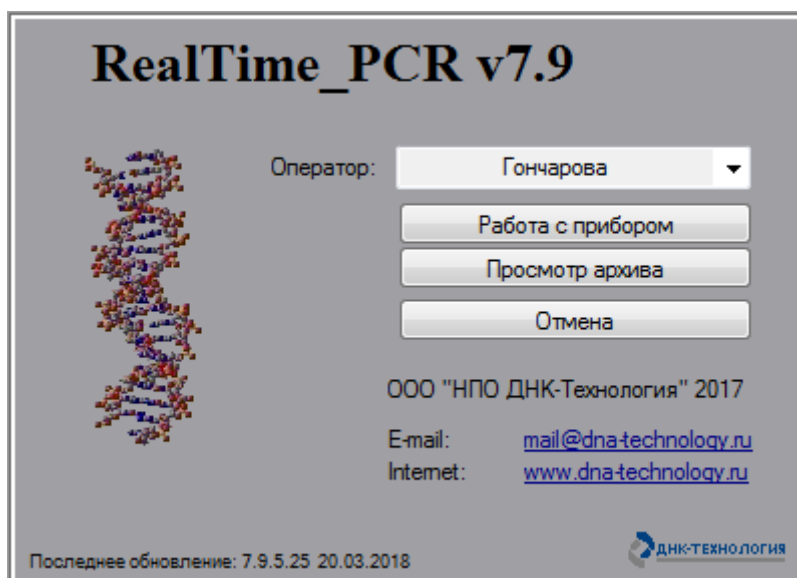 RealTime_PCR v7.9
Оператор: Гончарова
Работа с прибором
Просмотр архива
Отмена
ООО "НПО ДНК-Технология" 2017
E-mail: mail@dna-technology.ru
Internet: www.dna-technology.ru
Последнее обновление: 7.9.5.25 20.03.2018
ДНК-ТЕХНОЛОГИЯ